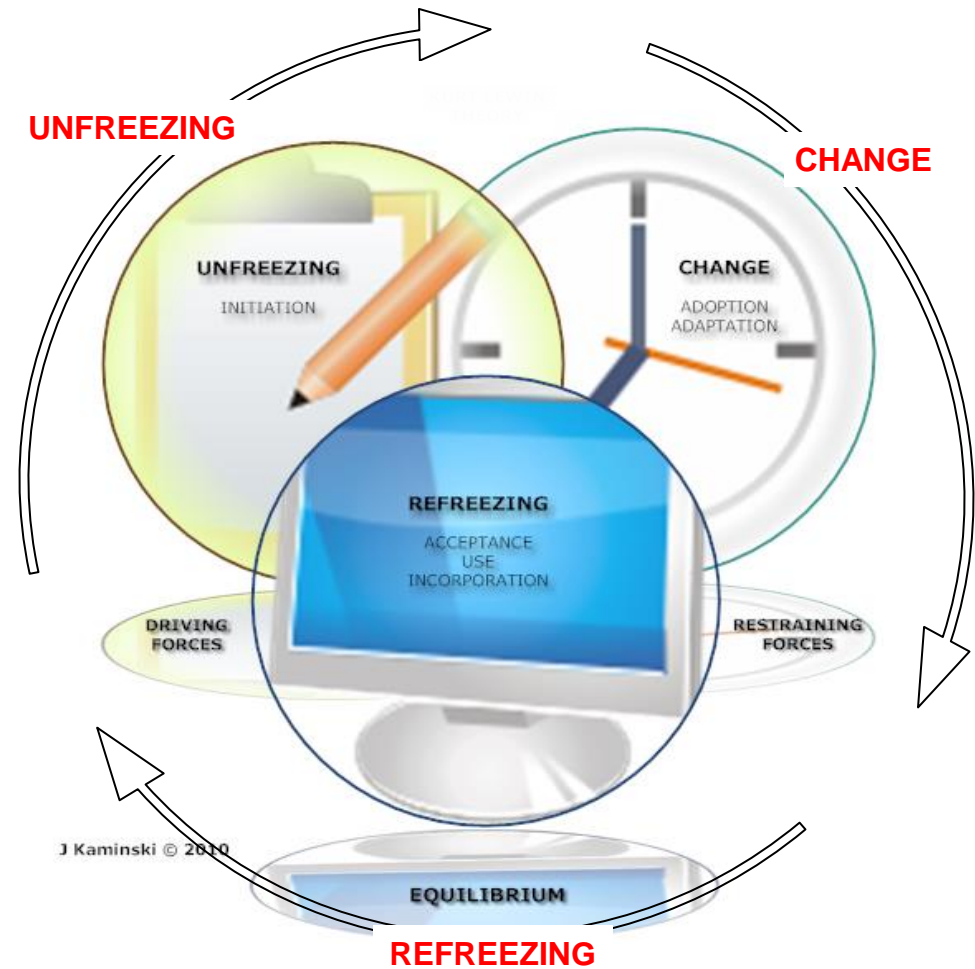 UNFREEZING
CHANGE
UNFREEZING
INITIATION
CHANGE
ADOPTION
ADAPTATION
REFREEZING
ACCEPTANCE
USE
INCORPORATION
DRIVING
FORCES
RESTRAINING
FORCES
J Kaminski © 2010
EQUILIBRIUM
REFREEZING